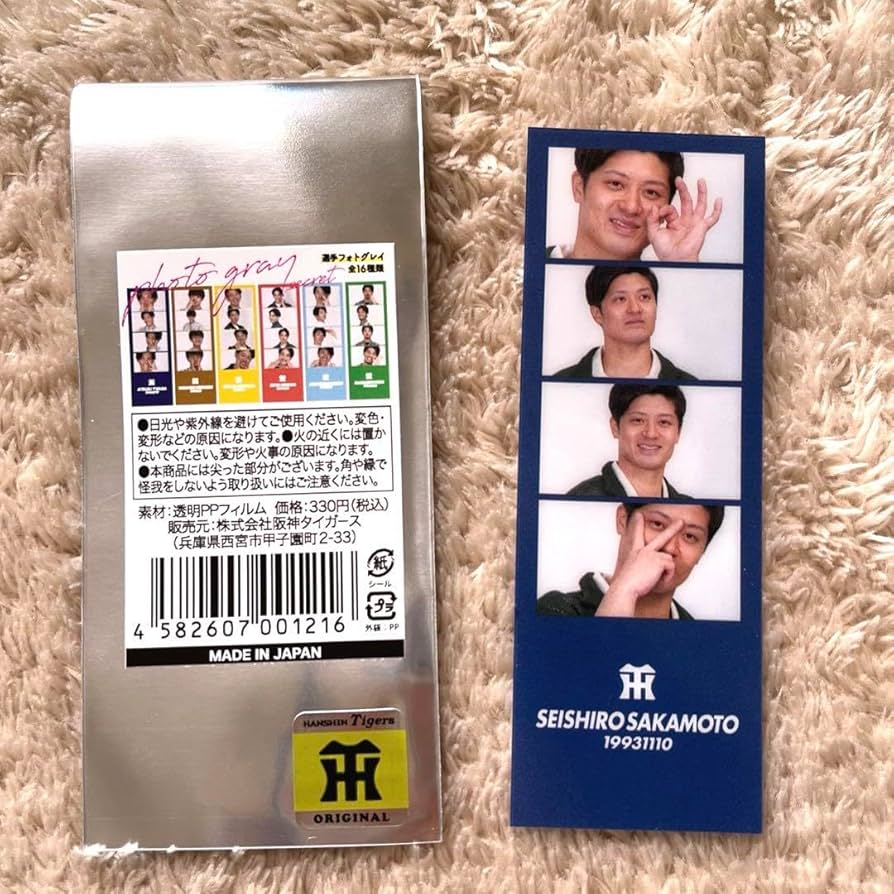 photo gray
secret
選手フォトグレイ
全16種類
●日光や紫外線を避けてご使用ください。変色・
変形などの原因になります。●火の近くには置か
ないでください。変形や火事の原因になります。
●本商品には尖った部分がございます。角や縁で
怪我をしないよう取り扱いにはご注意ください。
素材:透明PPフィルム 価格:330円(税込)
販売元:株式会社阪神タイガース
(兵庫県西宮市甲子園町2-33)
紙
シール
プラ
外袋:PP
4 582607 001216
MADE IN JAPAN
HANSHIN Tigers
HT
ORIGINAL
HT
SEISHIRO SAKAMOTO
19931110